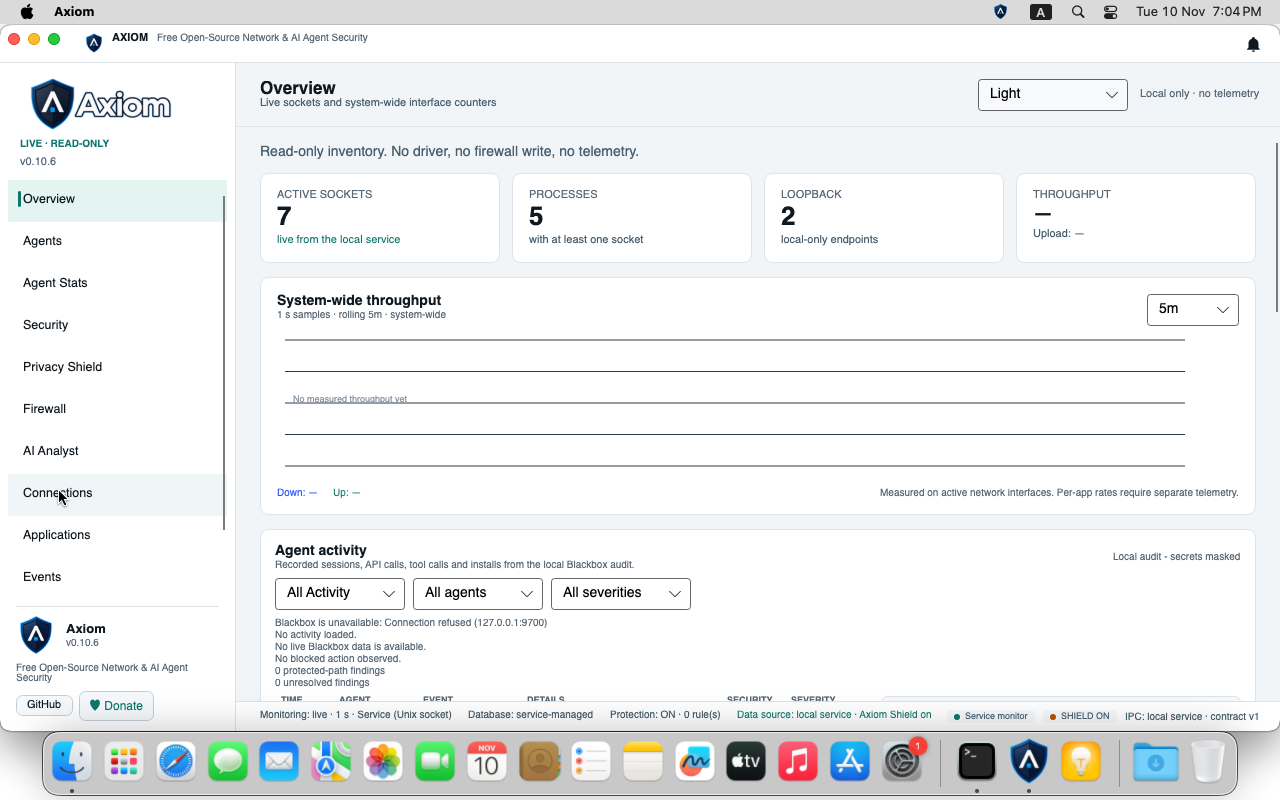 Axiom
A
Tue 10 Nov 7:04 PM
AXIOM Free Open-Source Network & AI Agent Security
Axiom
LIVE · READ-ONLY
v0.10.6
Overview
Agents
Agent Stats
Security
Privacy Shield
Firewall
AI Analyst
Connections
Applications
Events
Axiom
v0.10.6
Free Open-Source Network & AI Agent
Security
GitHub
Donate
Overview
Live sockets and system-wide interface counters
Light
Local only · no telemetry
Read-only inventory. No driver, no firewall write, no telemetry.
ACTIVE SOCKETS
7
live from the local service
PROCESSES
5
with at least one socket
LOOPBACK
2
local-only endpoints
THROUGHPUT
—
Upload: —
System-wide throughput
1 s samples · rolling 5m · system-wide
5m
No measured throughput yet
Down: — Up: —
Measured on active network interfaces. Per-app rates require separate telemetry.
Agent activity
Recorded sessions, API calls, tool calls and installs from the local Blackbox audit.
Local audit - secrets masked
All Activity
All agents
All severities
Blackbox is unavailable: Connection refused (127.0.0.1:9700)
No activity loaded.
No live Blackbox data is available.
No blocked action observed.
0 protected-path findings
0 unresolved findings
TIME AGENT EVENT DETAILS SECURITY SEVERITY
Monitoring: live · 1 s · Service (Unix socket)
Database: service-managed
Protection: ON · 0 rule(s)
Data source: local service · Axiom Shield on
Service monitor
SHIELD ON
IPC: local service · contract v1
NOV
10
tv
1